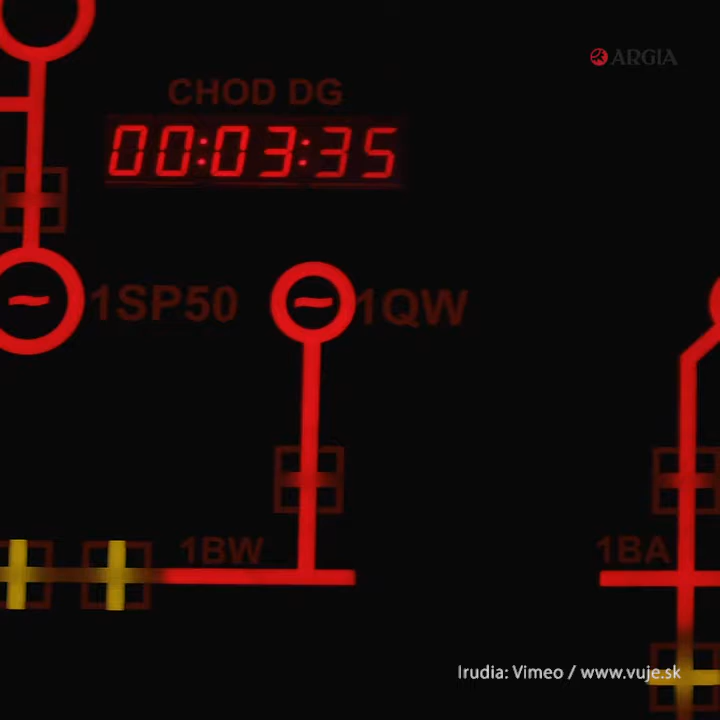 ARGIA
CHOD DG
00:03:35
1SP50
1QW
1BW
1BA
Irudia: Vimeo / www.vuje.sk